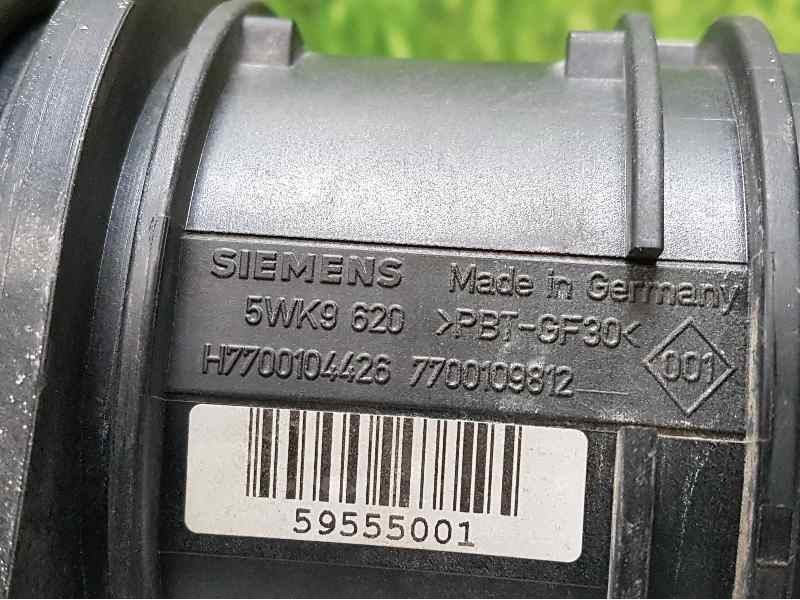 SIEMENS Made in Germany
5WK9 620 >PBT-GF30< 001
H7700104426 7700109812
59555001